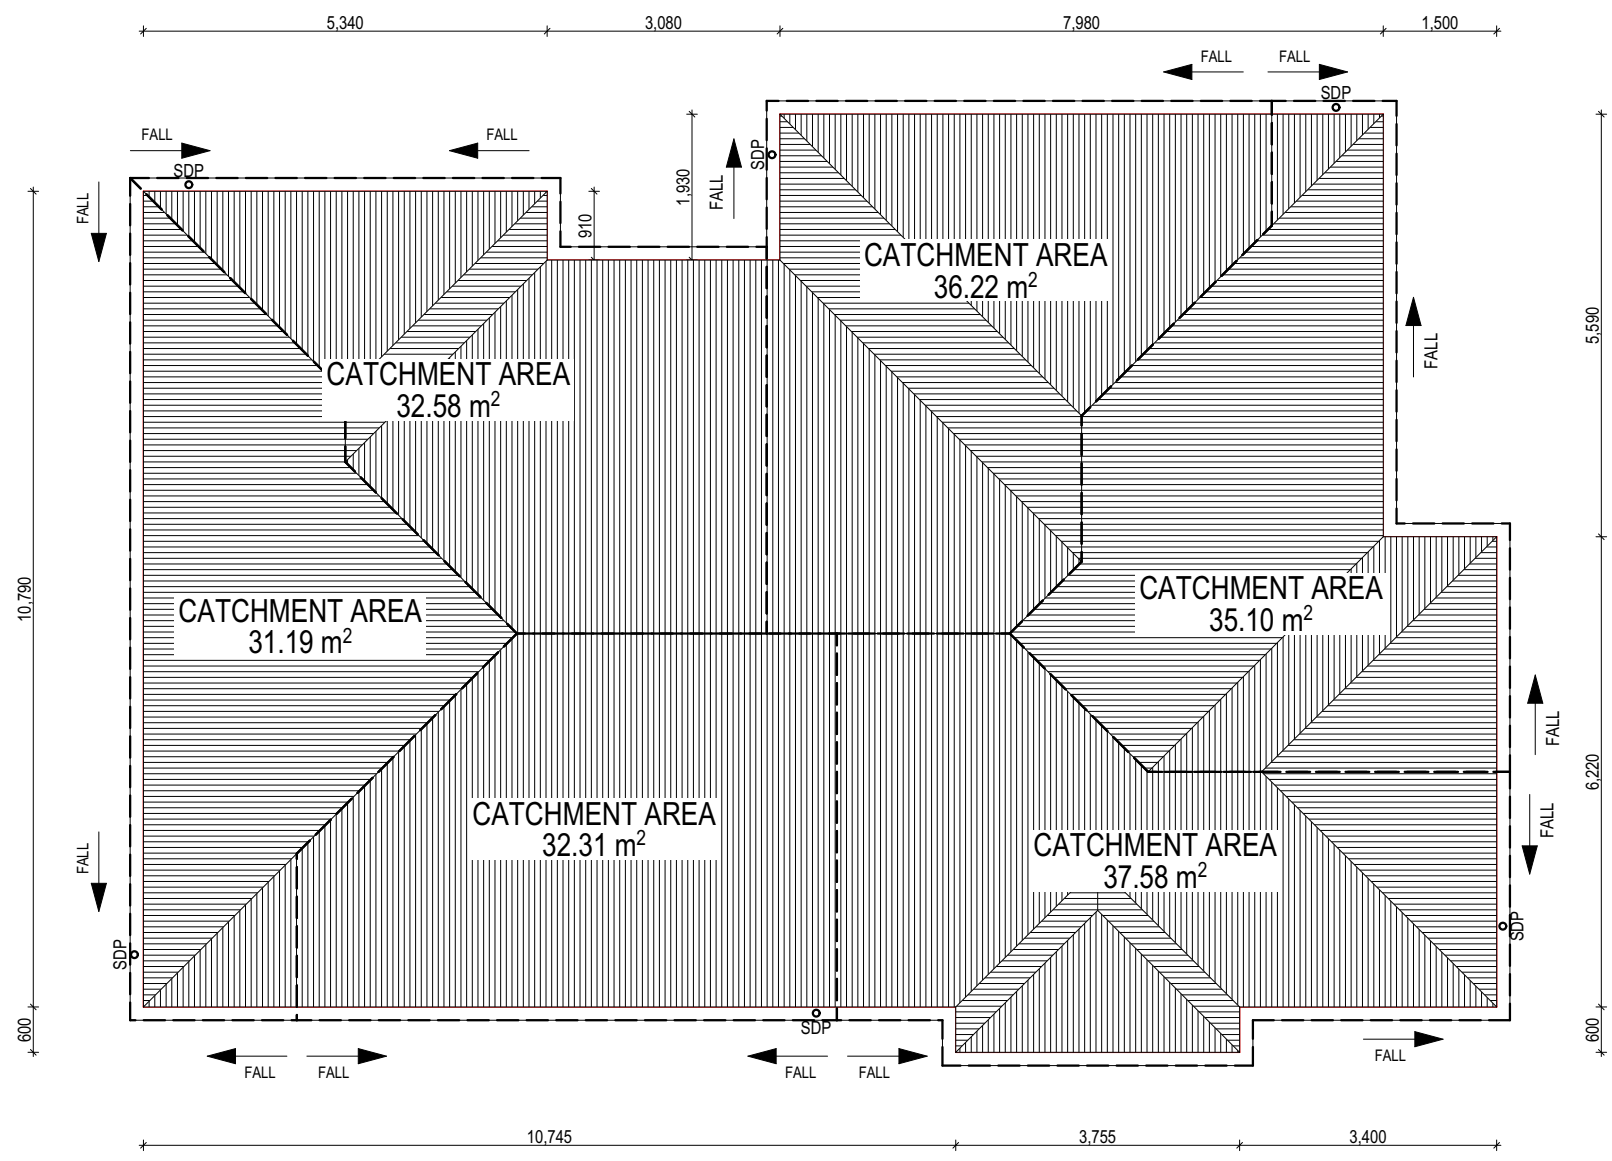 5,340
3,080
7,980
1,500
FALL
FALL
SDP
FALL
FALL
SDP
SDP
FALL
FALL
1,930
910
CATCHMENT AREA
36.22 m²
FALL
5,590
CATCHMENT AREA
32.58 m²
10,790
CATCHMENT AREA
31.19 m²
CATCHMENT AREA
35.10 m²
FALL
6,220
FALL
CATCHMENT AREA
32.31 m²
CATCHMENT AREA
37.58 m²
FALL
SDP
SDP
600
SDP
600
FALL
FALL
FALL
FALL
FALL
10,745
3,755
3,400